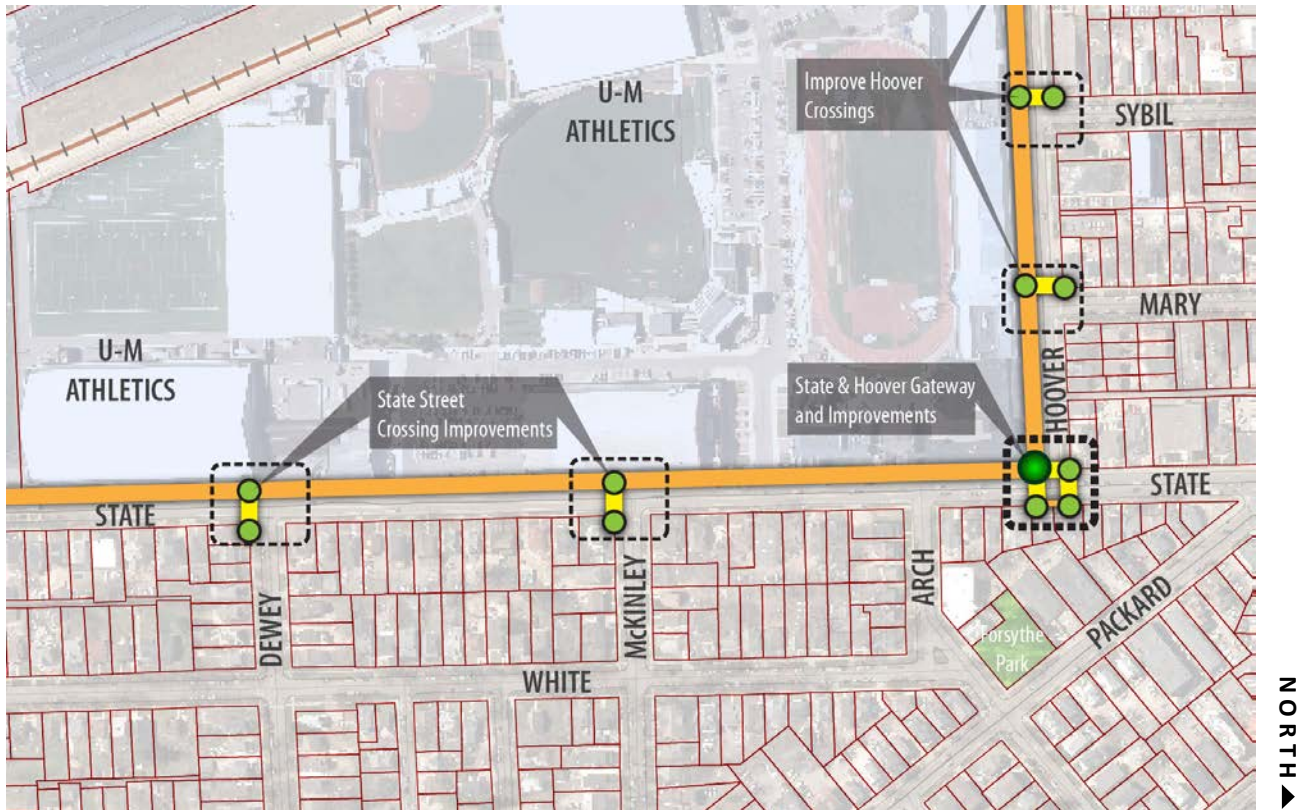 U-M
ATHLETICS
Improve Hoover
Crossings
SYBIL
MARY
U-M
ATHLETICS
State Street
Crossing Improvements
State & Hoover Gateway
and Improvements
HOOVER
STATE
STATE
DEWEY
McKINLEY
ARCH
PACKARD
Forsythe
Park
WHITE
NORTH